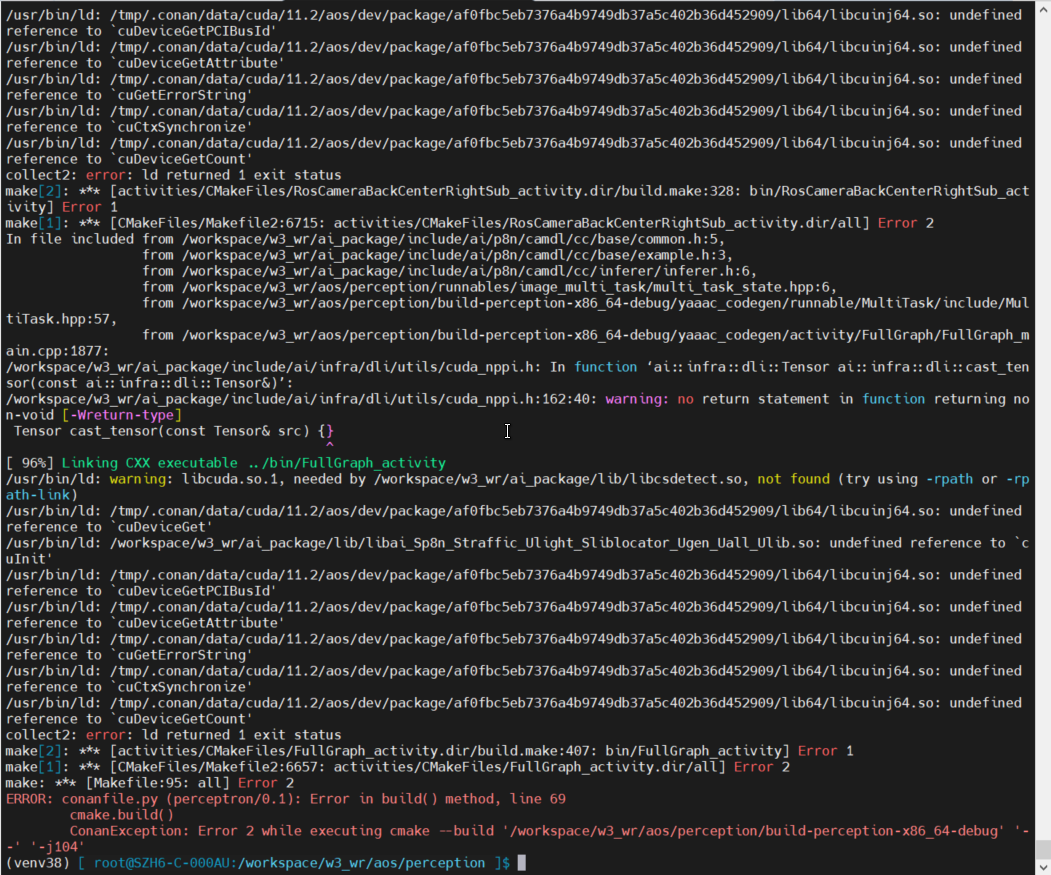 /usr/bin/ld: /tmp/.conan/data/cuda/11.2/aos/dev/package/af0fbc5eb7376a4b9749db37a5c402b36d452909/lib64/libcuinj64.so: undefined
reference to `cuDeviceGetPCIBusId'
/usr/bin/ld: /tmp/.conan/data/cuda/11.2/aos/dev/package/af0fbc5eb7376a4b9749db37a5c402b36d452909/lib64/libcuinj64.so: undefined
reference to `cuDeviceGetAttribute'
/usr/bin/ld: /tmp/.conan/data/cuda/11.2/aos/dev/package/af0fbc5eb7376a4b9749db37a5c402b36d452909/lib64/libcuinj64.so: undefined
reference to `cuGetErrorString'
/usr/bin/ld: /tmp/.conan/data/cuda/11.2/aos/dev/package/af0fbc5eb7376a4b9749db37a5c402b36d452909/lib64/libcuinj64.so: undefined
reference to `cuCtxSynchronize'
/usr/bin/ld: /tmp/.conan/data/cuda/11.2/aos/dev/package/af0fbc5eb7376a4b9749db37a5c402b36d452909/lib64/libcuinj64.so: undefined
reference to `cuDeviceGetCount'
collect2: error: ld returned 1 exit status
make[2]: *** [activities/CMakeFiles/RosCameraBackCenterRightSub_activity.dir/build.make:328: bin/RosCameraBackCenterRightSub_act
ivity] Error 1
make[1]: *** [CMakeFiles/Makefile2:6715: activities/CMakeFiles/RosCameraBackCenterRightSub_activity.dir/all] Error 2
In file included from /workspace/w3_wr/ai_package/include/ai/p8n/camdl/cc/base/common.h:5,
                 from /workspace/w3_wr/ai_package/include/ai/p8n/camdl/cc/base/example.h:3,
                 from /workspace/w3_wr/ai_package/include/ai/p8n/camdl/cc/inferer/inferer.h:6,
                 from /workspace/w3_wr/aos/perception/runnables/image_multi_task/multi_task_state.hpp:6,
                 from /workspace/w3_wr/aos/perception/build-perception-x86_64-debug/yaaac_codegen/runnable/MultiTask/include/Mul
tiTask.hpp:57,
                 from /workspace/w3_wr/aos/perception/build-perception-x86_64-debug/yaaac_codegen/activity/FullGraph/FullGraph_m
ain.cpp:1877:
/workspace/w3_wr/ai_package/include/ai/infra/dli/utils/cuda_nppi.h: In function ‘ai::infra::dli::Tensor ai::infra::dli::cast_ten
sor(const ai::infra::dli::Tensor&)’:
/workspace/w3_wr/ai_package/include/ai/infra/dli/utils/cuda_nppi.h:162:40: warning: no return statement in function returning no
n-void [-Wreturn-type]
 Tensor cast_tensor(const Tensor& src) {}
                                        ^
[ 96%] Linking CXX executable ../bin/FullGraph_activity
/usr/bin/ld: warning: libcuda.so.1, needed by /workspace/w3_wr/ai_package/lib/libcsdetect.so, not found (try using -rpath or -rp
ath-link)
/usr/bin/ld: /tmp/.conan/data/cuda/11.2/aos/dev/package/af0fbc5eb7376a4b9749db37a5c402b36d452909/lib64/libcuinj64.so: undefined
reference to `cuDeviceGet'
/usr/bin/ld: /workspace/w3_wr/ai_package/lib/libai_Sp8n_Straffic_Ulight_Sliblocator_Ugen_Uall_Ulib.so: undefined reference to `c
uInit'
/usr/bin/ld: /tmp/.conan/data/cuda/11.2/aos/dev/package/af0fbc5eb7376a4b9749db37a5c402b36d452909/lib64/libcuinj64.so: undefined
reference to `cuDeviceGetPCIBusId'
/usr/bin/ld: /tmp/.conan/data/cuda/11.2/aos/dev/package/af0fbc5eb7376a4b9749db37a5c402b36d452909/lib64/libcuinj64.so: undefined
reference to `cuDeviceGetAttribute'
/usr/bin/ld: /tmp/.conan/data/cuda/11.2/aos/dev/package/af0fbc5eb7376a4b9749db37a5c402b36d452909/lib64/libcuinj64.so: undefined
reference to `cuGetErrorString'
/usr/bin/ld: /tmp/.conan/data/cuda/11.2/aos/dev/package/af0fbc5eb7376a4b9749db37a5c402b36d452909/lib64/libcuinj64.so: undefined
reference to `cuCtxSynchronize'
/usr/bin/ld: /tmp/.conan/data/cuda/11.2/aos/dev/package/af0fbc5eb7376a4b9749db37a5c402b36d452909/lib64/libcuinj64.so: undefined
reference to `cuDeviceGetCount'
collect2: error: ld returned 1 exit status
make[2]: *** [activities/CMakeFiles/FullGraph_activity.dir/build.make:407: bin/FullGraph_activity] Error 1
make[1]: *** [CMakeFiles/Makefile2:6657: activities/CMakeFiles/FullGraph_activity.dir/all] Error 2
make: *** [Makefile:95: all] Error 2
ERROR: conanfile.py (perceptron/0.1): Error in build() method, line 69
        cmake.build()
        ConanException: Error 2 while executing cmake --build '/workspace/w3_wr/aos/perception/build-perception-x86_64-debug' '-
-' '-j104'
(venv38) [ root@SZH6-C-000AU:/workspace/w3_wr/aos/perception ]$